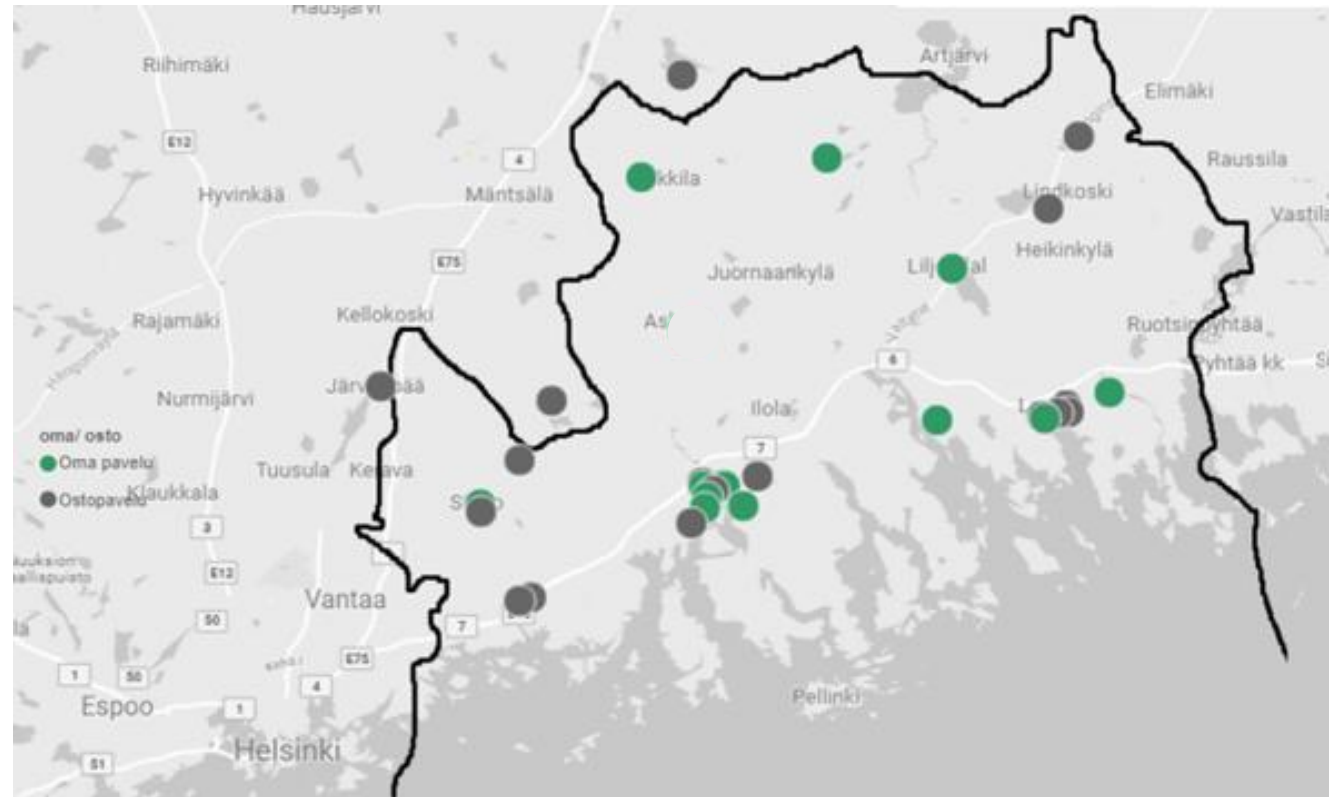 Hausjärvi
Artjärvi
Riihimäki
Elimäki
E12
4
Raussila
kkila
Lindkoski
Hyvinkää
Mäntsälä
Vastila
Heikinkylä
E75
Juornaankylä
Lilj
al
Kellokoski
Rajamäki
As
Ruotsinpyhtää
6
Pyhtää kk
Järv
pää
Nurmijärvi
Ilola
oma/ osto
7
Oma pavelu
Tuusula
Kerava
Klaukkala
Ostopavelu
S
o
3
E12
Vantaa
50
7
E75
1
50
4
Espoo
1
Pellinki
Helsinki
51